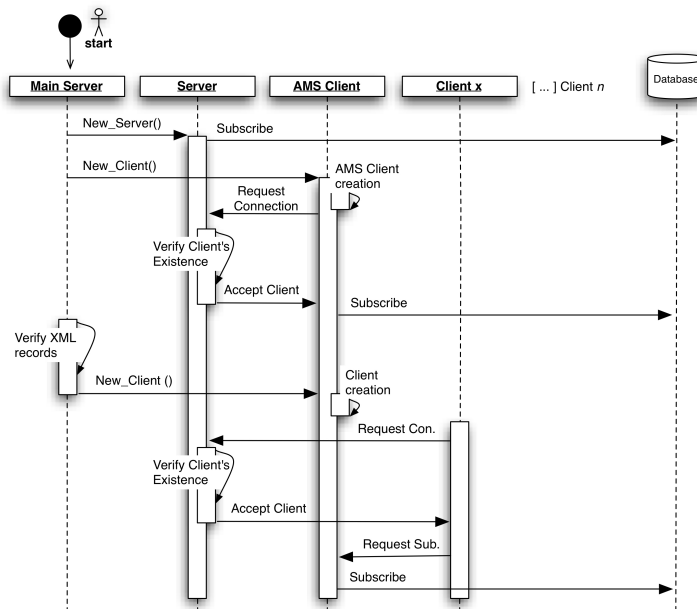 start
Main Server
Server
AMS Client
Client x
[ ... ] Client n
Database
New_Server()
Subscribe
New_Client()
AMS Client
creation
Request
Connection
Verify Client's
Existence
Accept Client
Subscribe
Verify XML
records
New_Client ()
Client
creation
Request Con.
Verify Client's
Existence
Accept Client
Request Sub.
Subscribe